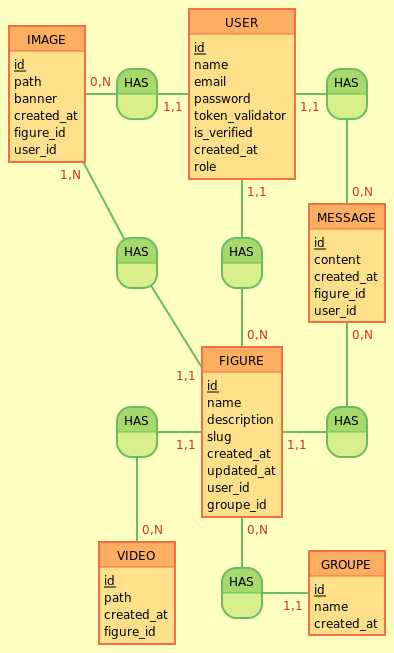 IMAGE
id
path
banner
created_at
figure_id
user_id
0,N
HAS
1,1
USER
id
name
email
password
token_validator
is_verified
created_at
role
1,1
HAS
0,N
MESSAGE
id
content
created_at
figure_id
user_id
0,N
1,N
HAS
1,1
1,1
HAS
0,N
FIGURE
id
name
description
slug
created_at
updated_at
user_id
groupe_id
1,1
HAS
0,N
1,1
HAS
VIDEO
id
path
created_at
figure_id
0,N
HAS
1,1
GROUPE
id
name
created_at